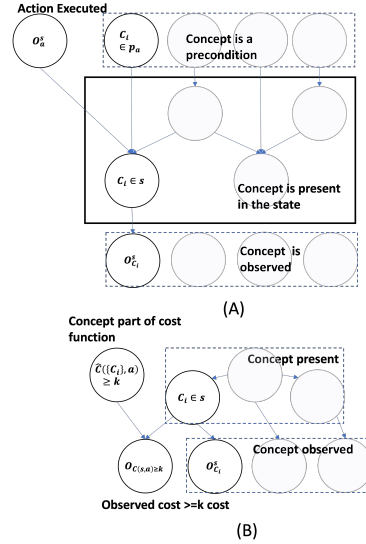 Action Executed
O^s_a
C_i
∈ p_a
Concept is a
precondition
C_i ∈ s
Concept is present
in the state
O^s_{C_i}
Concept is
observed
(A)
Concept part of cost
function
Ĉ({C_i}, a)
≥ k
Concept present
C_i ∈ s
O_{C(s,a)≥k}
O^s_{C_i}
Concept observed
Observed cost >=k cost
(B)